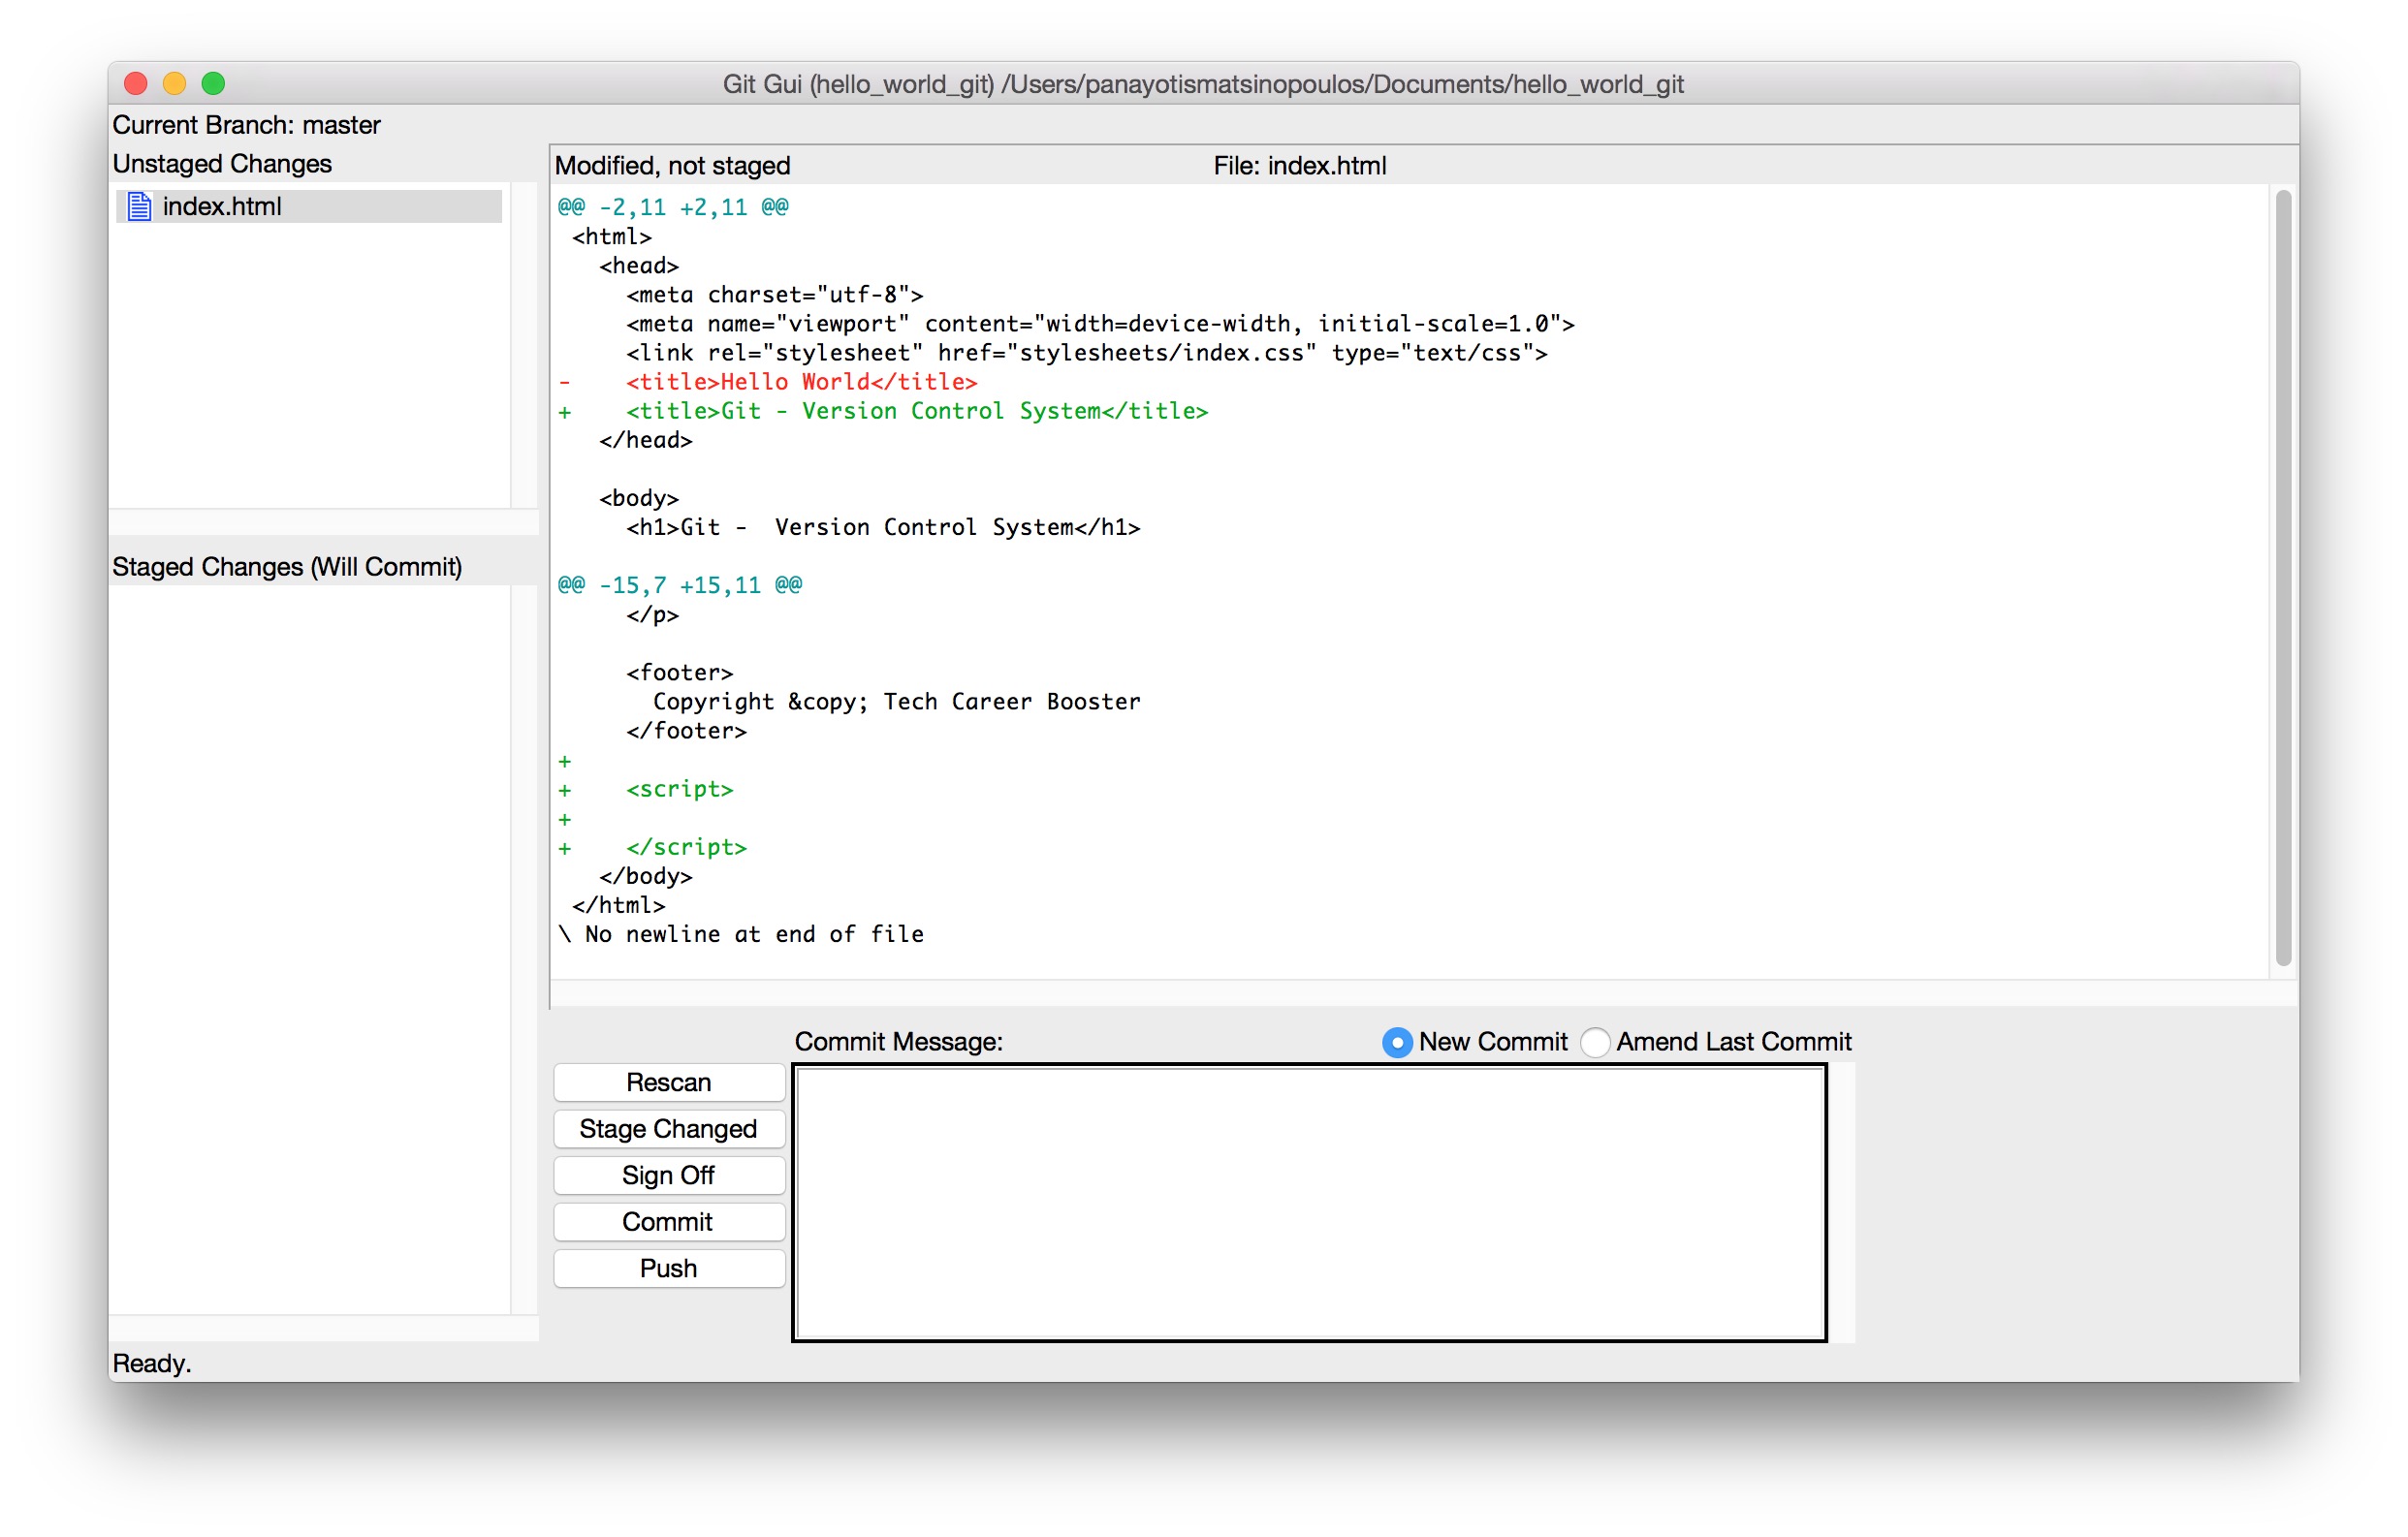 Git Gui (hello_world_git) /Users/panayotismatsinopoulos/Documents/hello_world_git
Current Branch: master
Unstaged Changes
index.html
Staged Changes (Will Commit)
Modified, not staged File: index.html
@@ -2,11 +2,11 @@
 <html>
   <head>
     <meta charset="utf-8">
     <meta name="viewport" content="width=device-width, initial-scale=1.0">
     <link rel="stylesheet" href="stylesheets/index.css" type="text/css">
-    <title>Hello World</title>
+    <title>Git - Version Control System</title>
   </head>
   <body>
     <h1>Git -  Version Control System</h1>
@@ -15,7 +15,11 @@
     </p>
     <footer>
       Copyright &copy; Tech Career Booster
     </footer>
+
+    <script>
+
+    </script>
   </body>
 </html>
\ No newline at end of file
Commit Message: New Commit Amend Last Commit
Rescan
Stage Changed
Sign Off
Commit
Push
Ready.